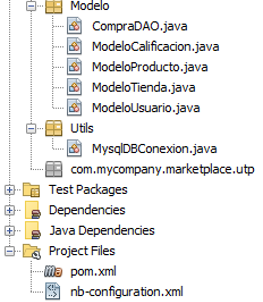 Modelo
CompraDAO.java
ModeloCalificacion.java
ModeloProducto.java
ModeloTienda.java
ModeloUsuario.java
Utils
MysqlDBConexion.java
com.mycompany.marketplace.utp
Test Packages
Dependencies
Java Dependencies
Project Files
pom.xml
nb-configuration.xml